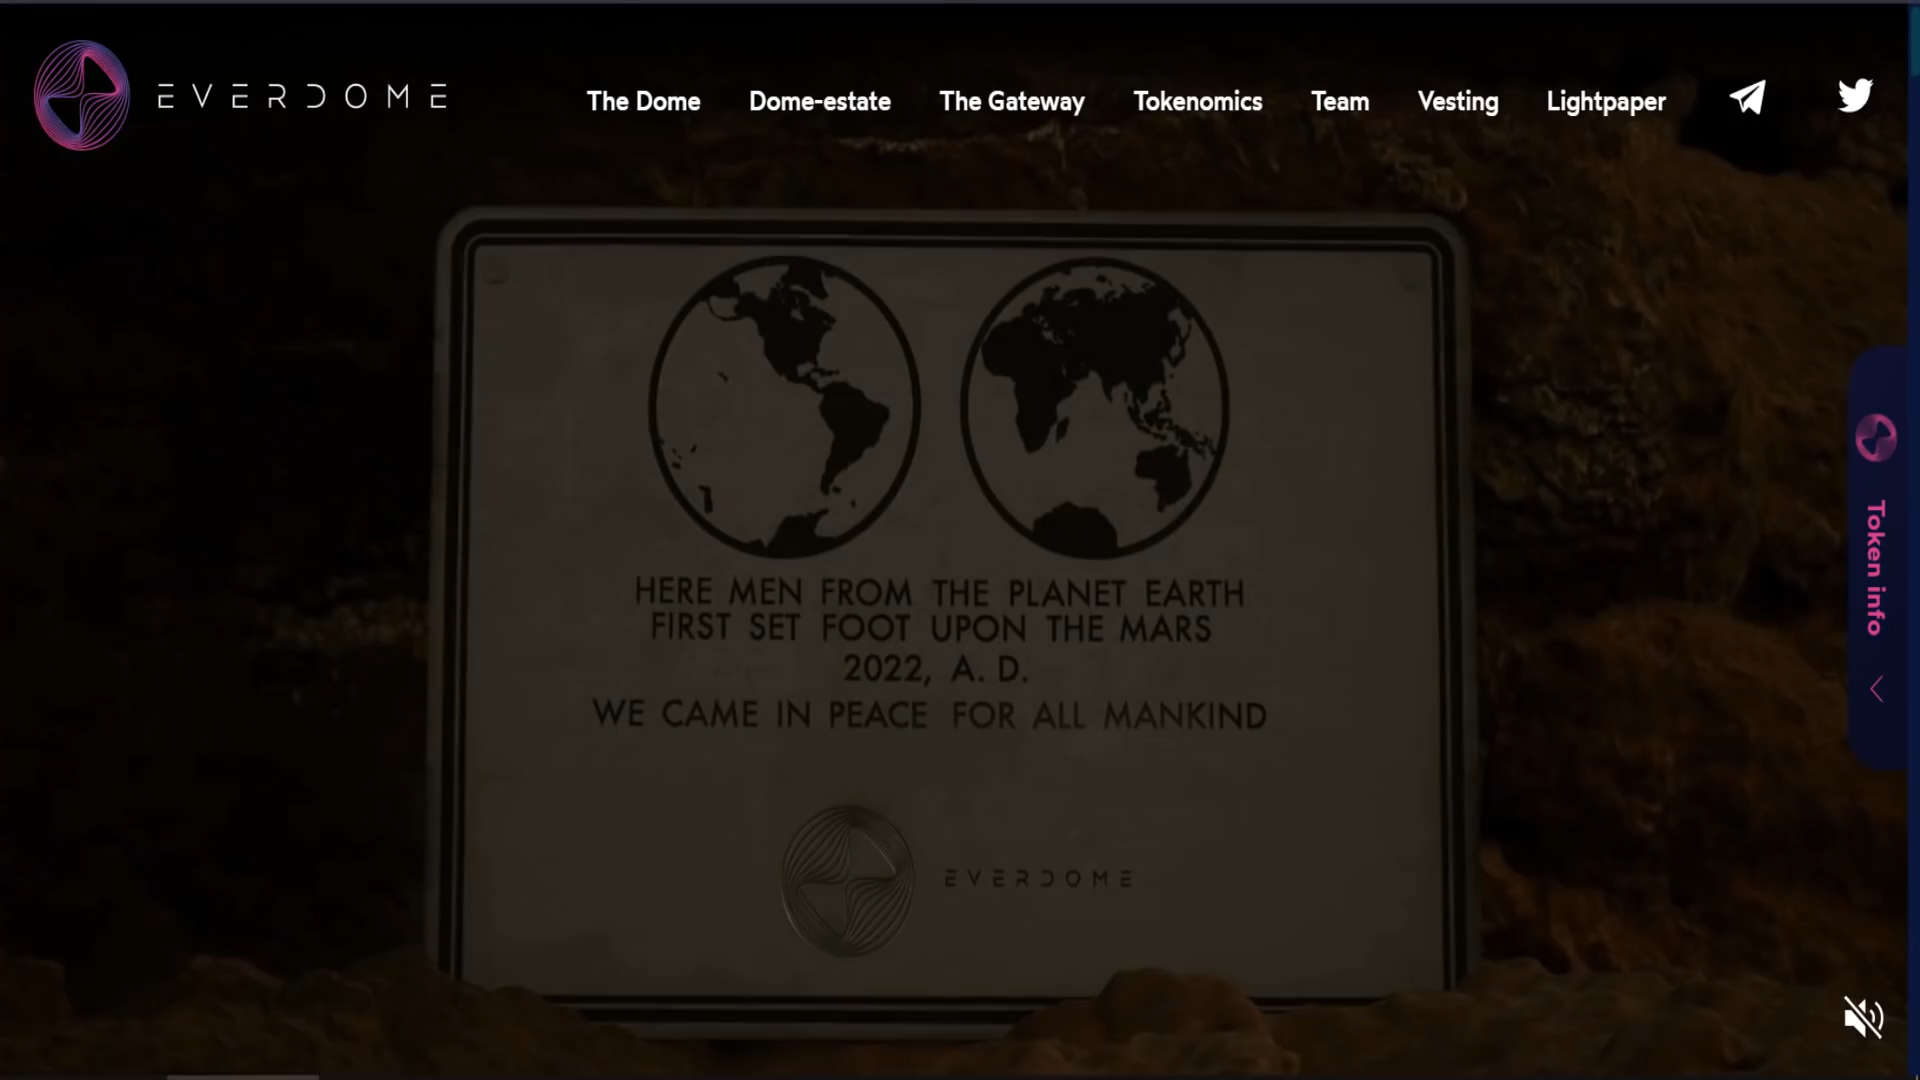 EVERDOME
The Dome
Dome-estate
The Gateway
Tokenomics
Team
Vesting
Lightpaper
HERE MEN FROM THE PLANET EARTH
FIRST SET FOOT UPON THE MARS
2022, A. D.
WE CAME IN PEACE FOR ALL MANKIND
EVERDOME
Token info